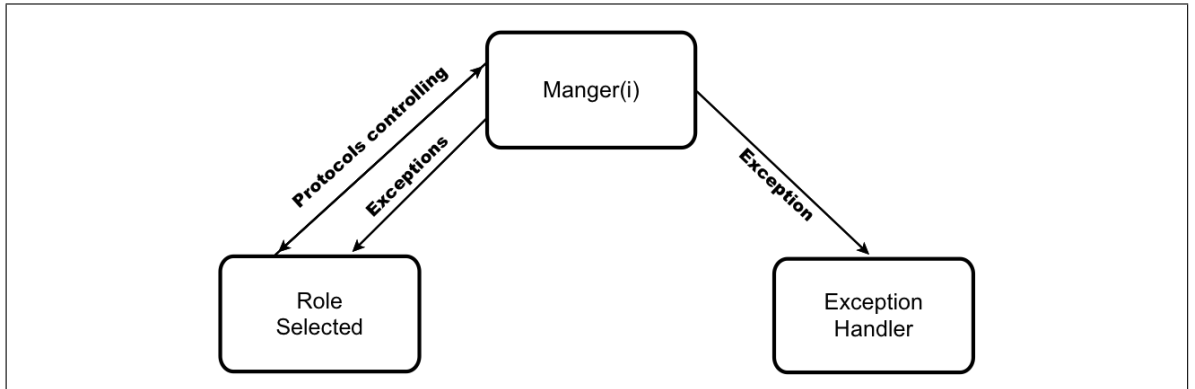 Manger(i)
Protocols controlling
Exceptions
Exception
Role
Selected
Exception
Handler